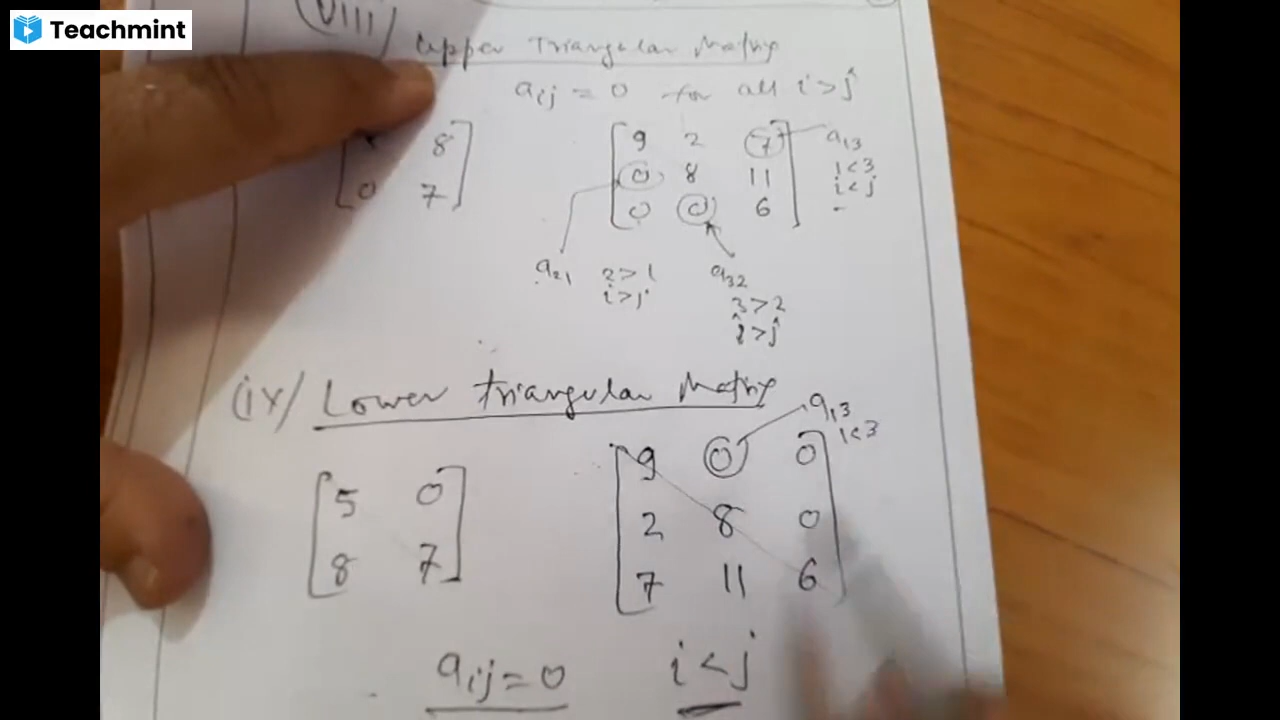 Teachmint
(viii) Upper Triangular Matrix
aij = 0 for all i > j
8
0 7
9 2 7
0 8 11
0 0 6
a13
1<3
i<j
a21 2>1
i>j
a32
3>2
i>j
(ix) Lower Triangular Matrix
5 0
8 7
9 0 0
2 8 0
7 11 6
a13
1<3
aij = 0 i < j